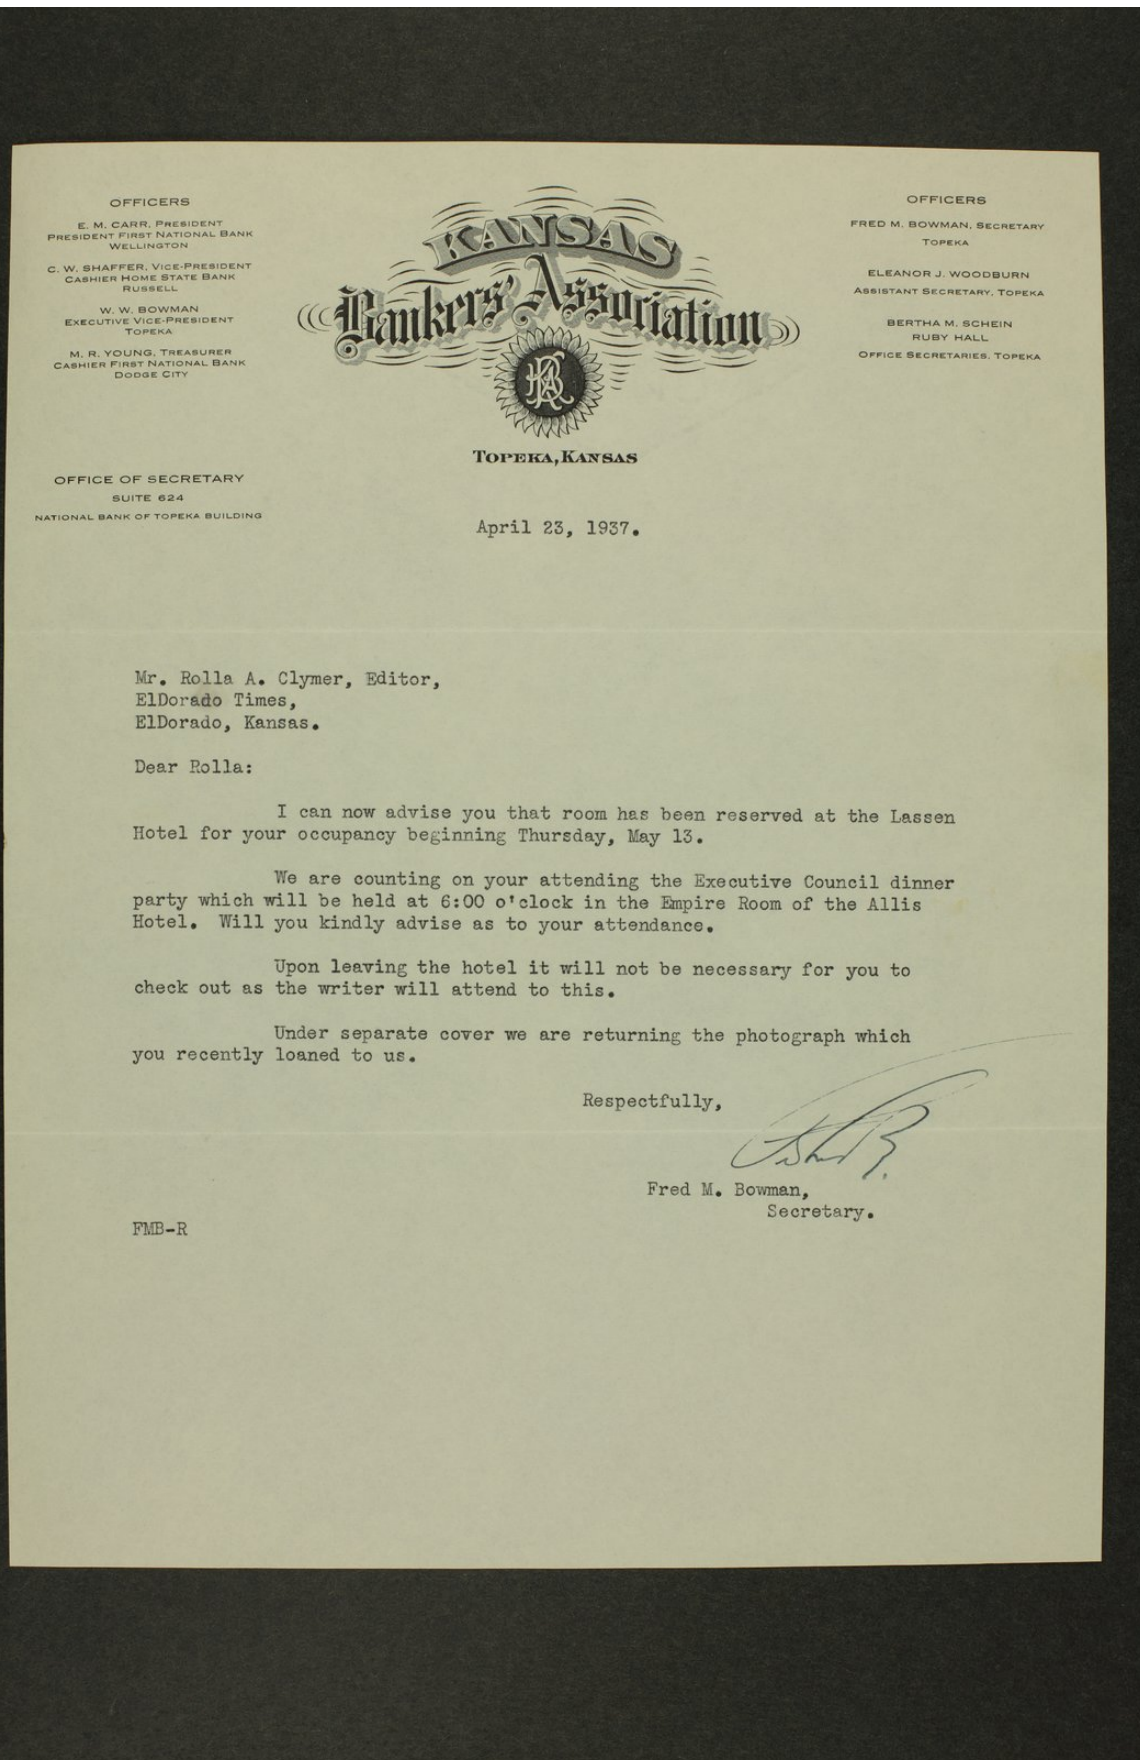 OFFICERS
E. M. CARR, PRESIDENT
PRESIDENT FIRST NATIONAL BANK
WELLINGTON
C. W. SHAFFER, VICE-PRESIDENT
CASHIER HOME STATE BANK
RUSSELL
W. W. BOWMAN
EXECUTIVE VICE-PRESIDENT
TOPEKA
M. R. YOUNG, TREASURER
CASHIER FIRST NATIONAL BANK
DODGE CITY
KANSAS
Bankers' Association
KBA
TOPEKA, KANSAS
OFFICERS
FRED M. BOWMAN, SECRETARY
TOPEKA
ELEANOR J. WOODBURN
ASSISTANT SECRETARY, TOPEKA
BERTHA M. SCHEIN
RUBY HALL
OFFICE SECRETARIES, TOPEKA
OFFICE OF SECRETARY
SUITE 624
NATIONAL BANK OF TOPEKA BUILDING
April 23, 1937.
Mr. Rolla A. Clymer, Editor,
ElDorado Times,
ElDorado, Kansas.
Dear Rolla:
I can now advise you that room has been reserved at the Lassen
Hotel for your occupancy beginning Thursday, May 13.
We are counting on your attending the Executive Council dinner
party which will be held at 6:00 o'clock in the Empire Room of the Allis
Hotel. Will you kindly advise as to your attendance.
Upon leaving the hotel it will not be necessary for you to
check out as the writer will attend to this.
Under separate cover we are returning the photograph which
you recently loaned to us.
Respectfully,
Fred M. Bowman,
Secretary.
FMB-R